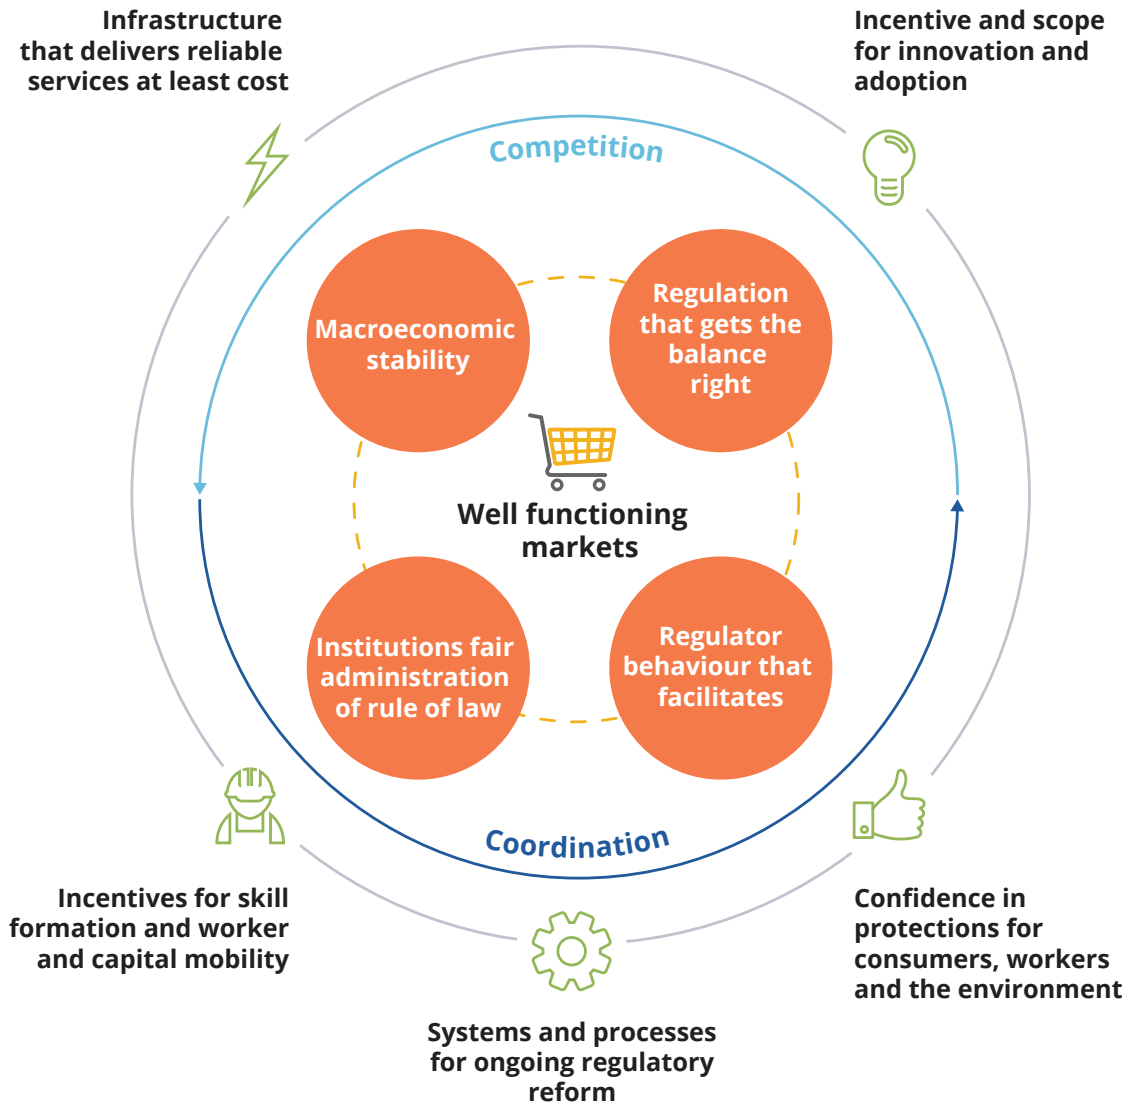 Infrastructure
that delivers reliable
services at least cost
Incentive and scope
for innovation and
adoption
Competition
Macroeconomic
stability
Regulation
that gets the
balance
right
Well functioning
markets
Institutions fair
administration
of rule of law
Regulator
behaviour that
facilitates
Coordination
Incentives for skill
formation and worker
and capital mobility
Confidence in
protections for
consumers, workers
and the environment
Systems and processes
for ongoing regulatory
reform